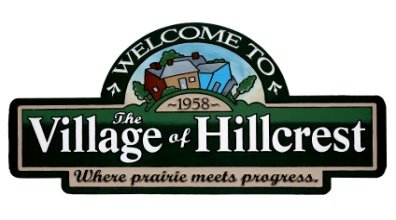 WELCOME TO
~1958~
The
Village of Hillcrest
Where prairie meets progress.